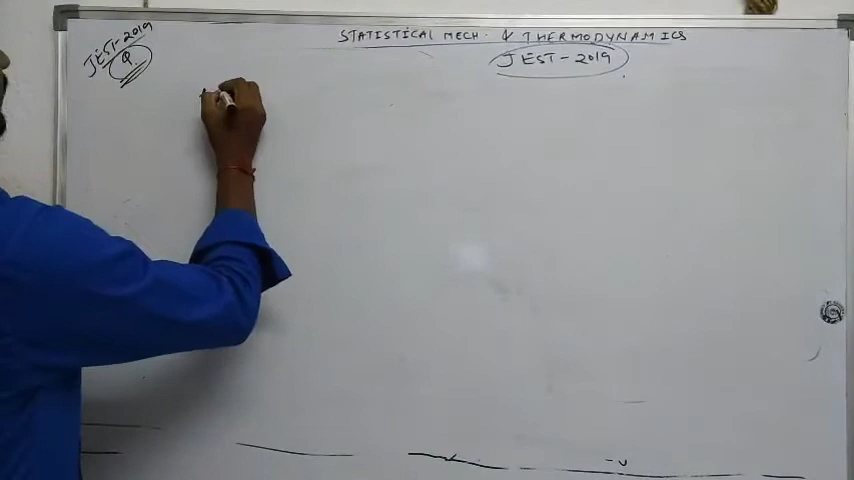 STATISTICAL MECH. & THERMODYNAMICS
JEST-2019
JEST-2019
Q.